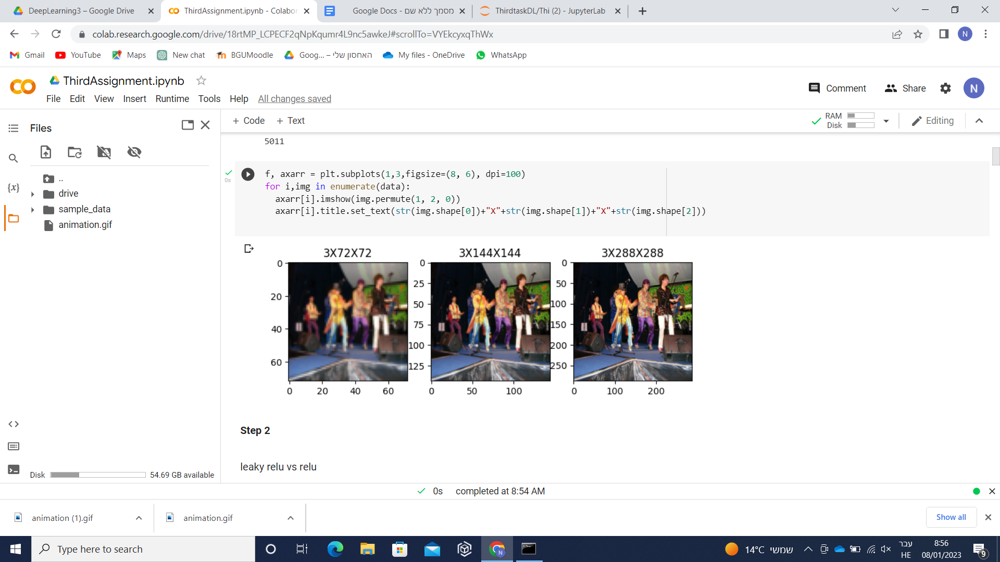 DeepLearning3 – Google Drive
ThirdAssignment.ipynb - Colabor
מסמך ללא שם - Google Docs
ThirdtaskDL/Thi (2) - JupyterLab
colab.research.google.com/drive/18rtMP_LCPECF2qNpKqumr4L9nc5awkeJ#scrollTo=VYEkcyxqThWx
N
Gmail
YouTube
Maps
New chat
BGUMoodle
האחסון שלי – Goog...
My files - OneDrive
WhatsApp
ThirdAssignment.ipynb
File Edit View Insert Runtime Tools Help All changes saved
Comment
Share
N
Files
+ Code + Text
RAM
Disk
Editing
..
drive
sample_data
animation.gif
{x}
5011
0s
f, axarr = plt.subplots(1,3,figsize=(8, 6), dpi=100)
for i,img in enumerate(data):
axarr[i].imshow(img.permute(1, 2, 0))
axarr[i].title.set_text(str(img.shape[0])+"X"+str(img.shape[1])+"X"+str(img.shape[2]))
3X72X72
0
20
40
60
0 20 40 60
3X144X144
0
25
50
75
100
125
0 50 100
3X288X288
0
50
100
150
200
250
0 100 200
Step 2
leaky relu vs relu
Disk 54.69 GB available
0s completed at 8:54 AM
animation (1).gif
animation.gif
Show all
Type here to search
N
14°C שמשי
עבר
HE
8:56
08/01/2023
9